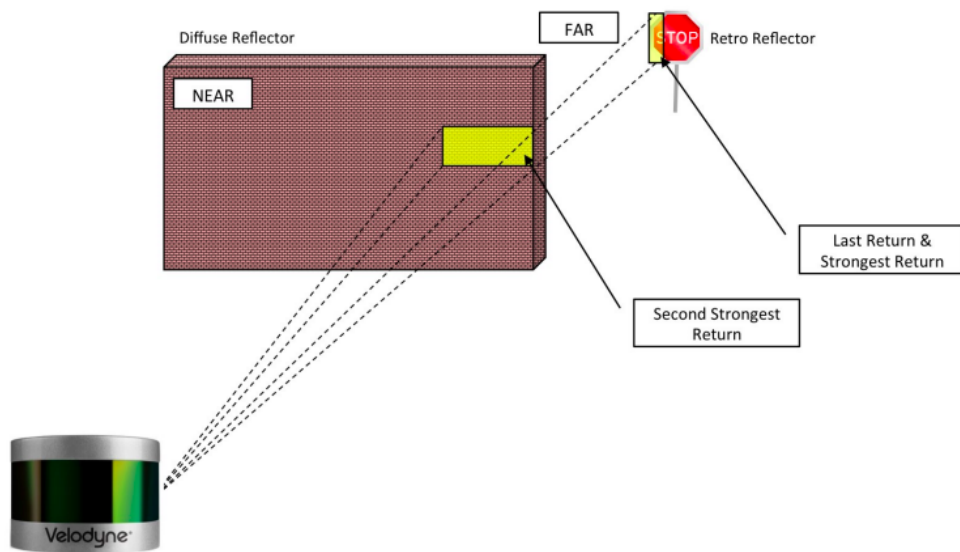 Diffuse Reflector
FAR
STOP
Retro Reflector
NEAR
Last Return &
Strongest Return
Second Strongest
Return
Velodyne®